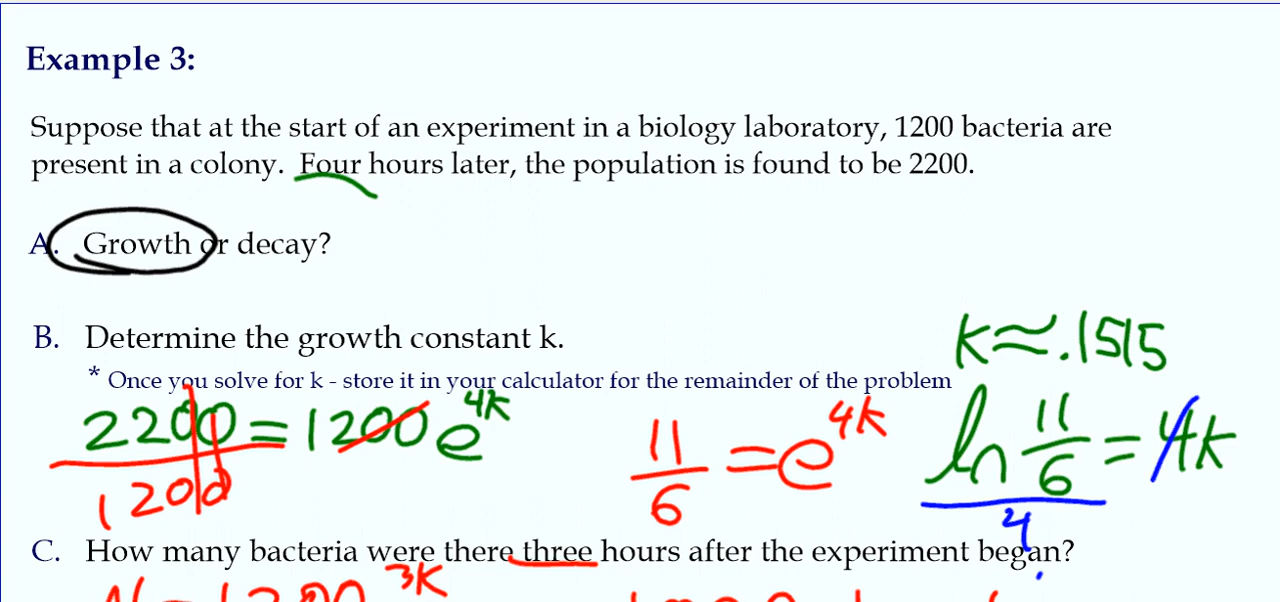 Example 3:
Suppose that at the start of an experiment in a biology laboratory, 1200 bacteria are
present in a colony. Four hours later, the population is found to be 2200.
A. Growth or decay?
B. Determine the growth constant k.
k≈.1515
* Once you solve for k - store it in your calculator for the remainder of the problem
2200/1200 = 1200e^4k
11/6 = e^4k
ln 11/6 = 4k
4
C. How many bacteria were there three hours after the experiment began?
3K